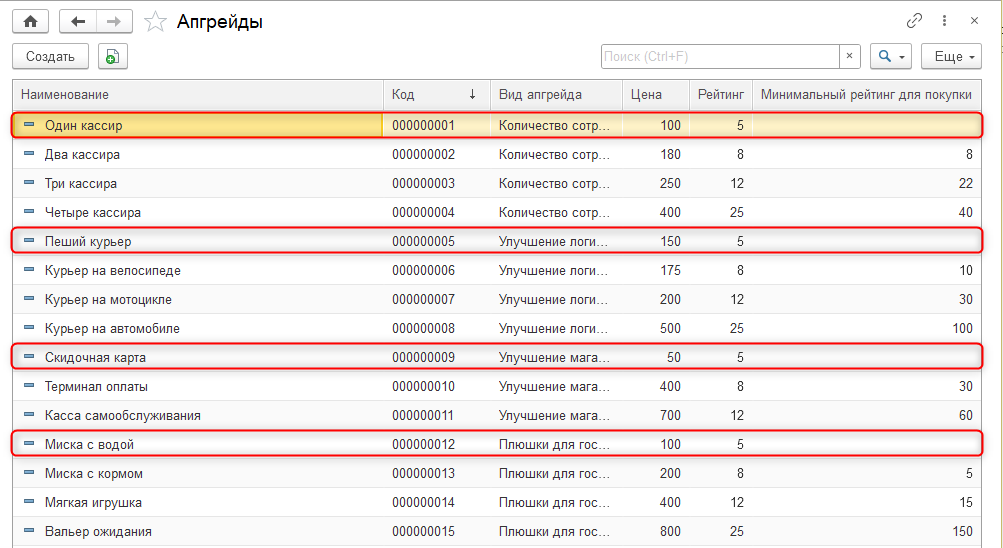 Апгрейды
Создать Поиск (Ctrl+F) × Еще
Наименование Код ↓ Вид апгрейда Цена Рейтинг Минимальный рейтинг для покупки
Один кассир 000000001 Количество сотр... 100 5
Два кассира 000000002 Количество сотр... 180 8 8
Три кассира 000000003 Количество сотр... 250 12 22
Четыре кассира 000000004 Количество сотр... 400 25 40
Пеший курьер 000000005 Улучшение логи... 150 5
Курьер на велосипеде 000000006 Улучшение логи... 175 8 10
Курьер на мотоцикле 000000007 Улучшение логи... 200 12 30
Курьер на автомобиле 000000008 Улучшение логи... 500 25 100
Скидочная карта 000000009 Улучшение мага... 50 5
Терминал оплаты 000000010 Улучшение мага... 400 8 30
Касса самообслуживания 000000011 Улучшение мага... 700 12 60
Миска с водой 000000012 Плюшки для гос... 100 5
Миска с кормом 000000013 Плюшки для гос... 200 8 5
Мягкая игрушка 000000014 Плюшки для гос... 400 12 15
Вальер ожидания 000000015 Плюшки для гос... 800 25 150